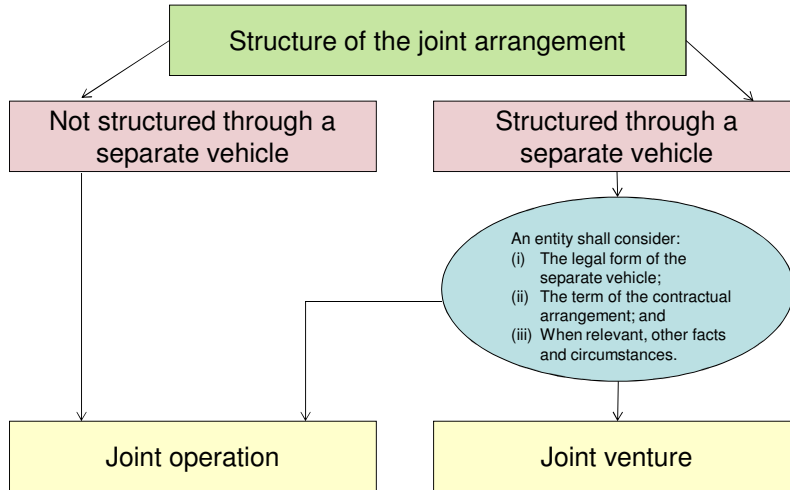 Structure of the joint arrangement
Not structured through a
separate vehicle
Structured through a
separate vehicle
An entity shall consider:
(i) The legal form of the
separate vehicle;
(ii) The term of the contractual
arrangement; and
(iii) When relevant, other facts
and circumstances.
Joint operation
Joint venture